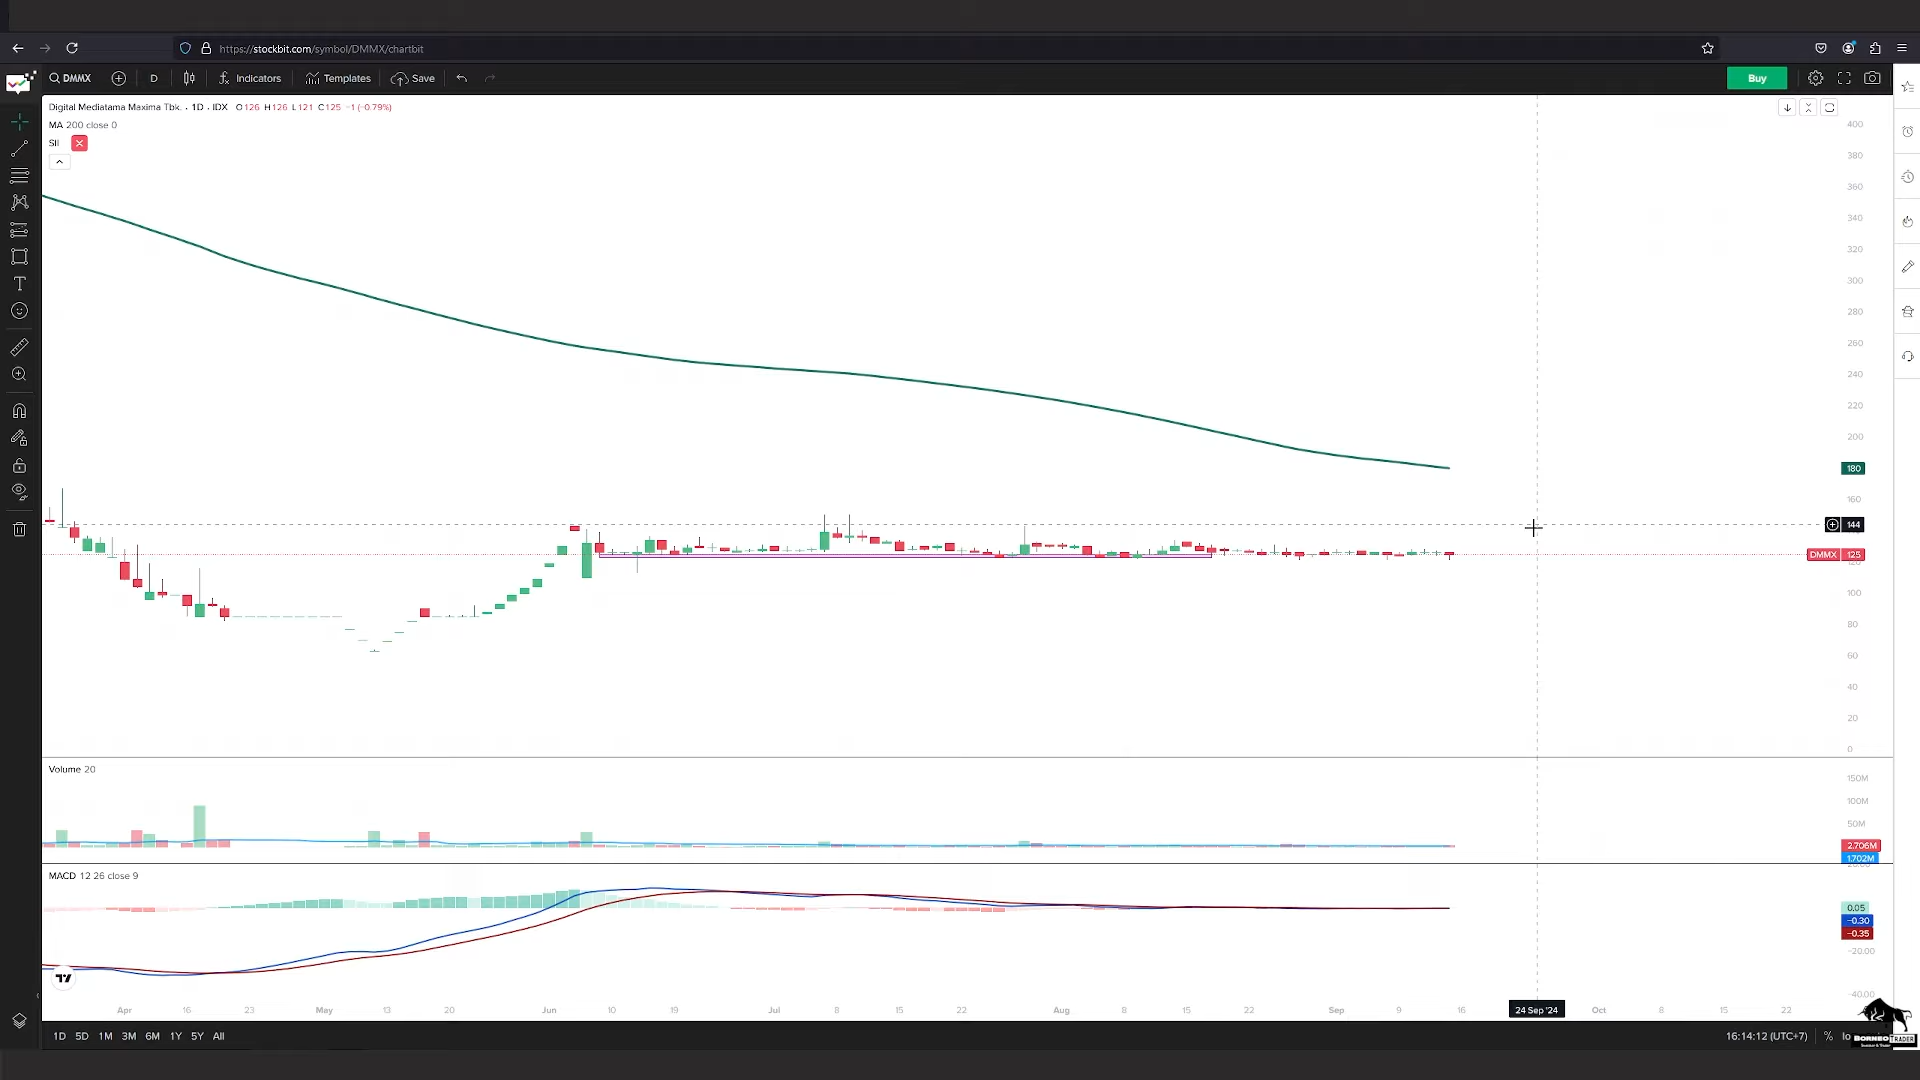 https://stockbit.com/symbol/DMMX/chartbit
DMMX
D
Indicators
Templates
Save
Buy
Digital Mediatama Maxima Tbk. · 1D · IDX O126 H126 L121 C125 −1 (−0.79%)
MA 200 close 0
SII
400
380
360
340
320
300
280
260
240
220
200
180
160
144
DMMX 125
100
80
60
40
20
0
Volume 20
150M
100M
50M
2.706M
1.702M
MACD 12 26 close 9
0.05
−0.30
−0.35
−20.00
−40.00
Apr 16 23 May 13 20 Jun 10 19 Jul 8 15 22 Aug 8 15 22 Sep 9 16 24 Sep '24 Oct 8 15 22
1D 5D 1M 3M 6M 1Y 5Y All
16:14:12 (UTC+7) % lo
BORNEO TRADER